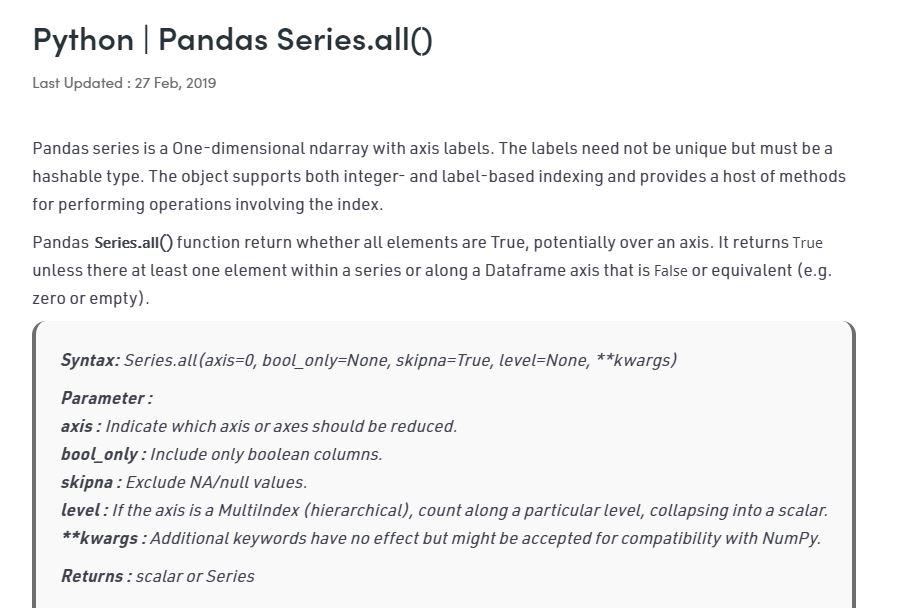 Python | Pandas Series.all()
Last Updated : 27 Feb, 2019
Pandas series is a One-dimensional ndarray with axis labels. The labels need not be unique but must be a
hashable type. The object supports both integer- and label-based indexing and provides a host of methods
for performing operations involving the index.
Pandas Series.all() function return whether all elements are True, potentially over an axis. It returns True
unless there at least one element within a series or along a Dataframe axis that is False or equivalent (e.g.
zero or empty).
Syntax: Series.all(axis=0, bool_only=None, skipna=True, level=None, **kwargs)
Parameter :
axis : Indicate which axis or axes should be reduced.
bool_only : Include only boolean columns.
skipna : Exclude NA/null values.
level : If the axis is a MultiIndex (hierarchical), count along a particular level, collapsing into a scalar.
**kwargs : Additional keywords have no effect but might be accepted for compatibility with NumPy.
Returns : scalar or Series